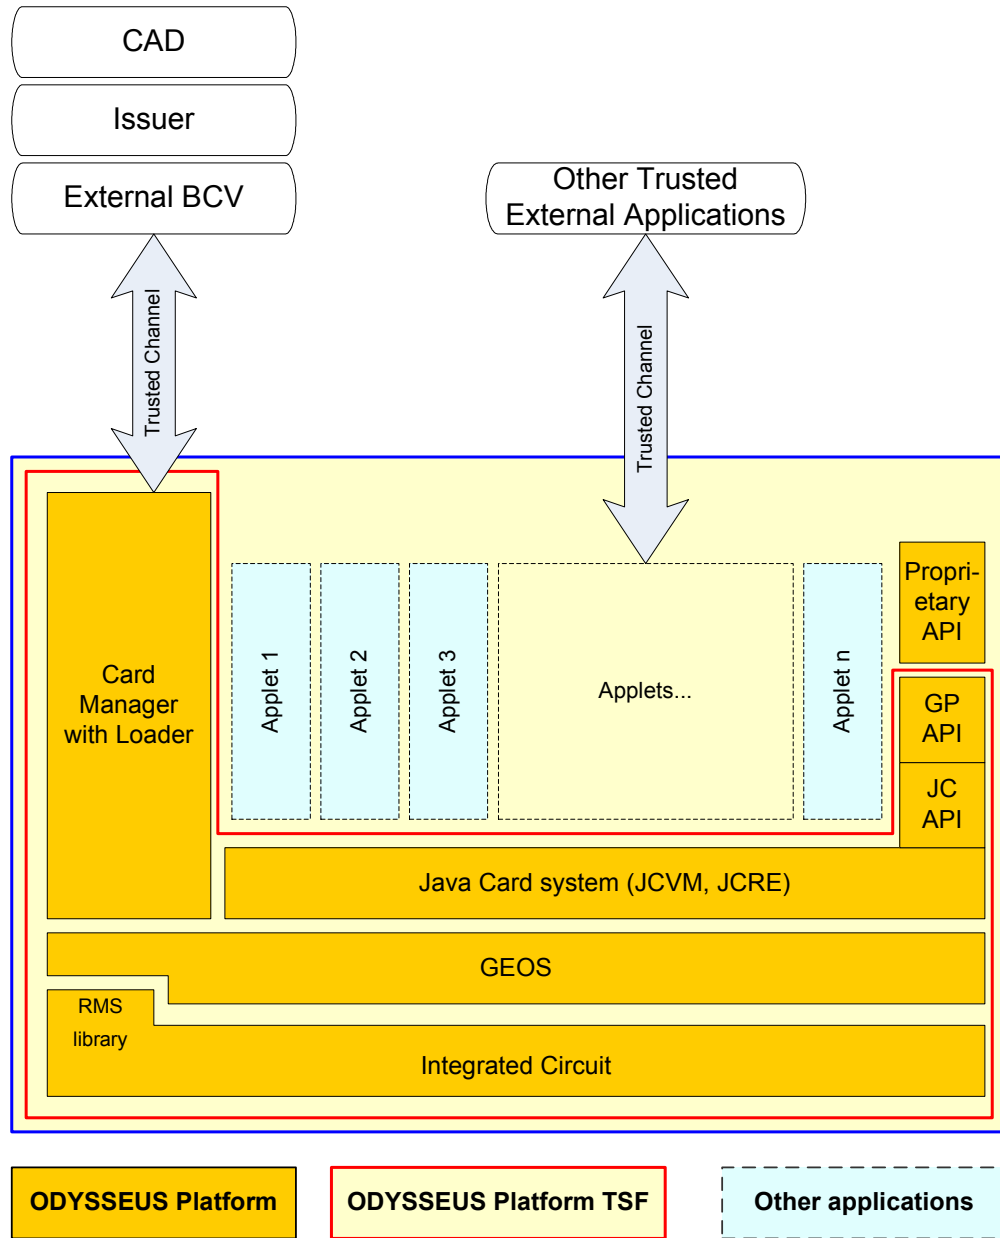 CAD
Issuer
External BCV
Other Trusted
External Applications
Trusted Channel
Trusted Channel
Card
Manager
with Loader
Applet 1
Applet 2
Applet 3
Applets...
Applet n
Propri-
etary
API
GP
API
JC
API
Java Card system (JCVM, JCRE)
GEOS
RMS
library
Integrated Circuit
ODYSSEUS Platform
ODYSSEUS Platform TSF
Other applications